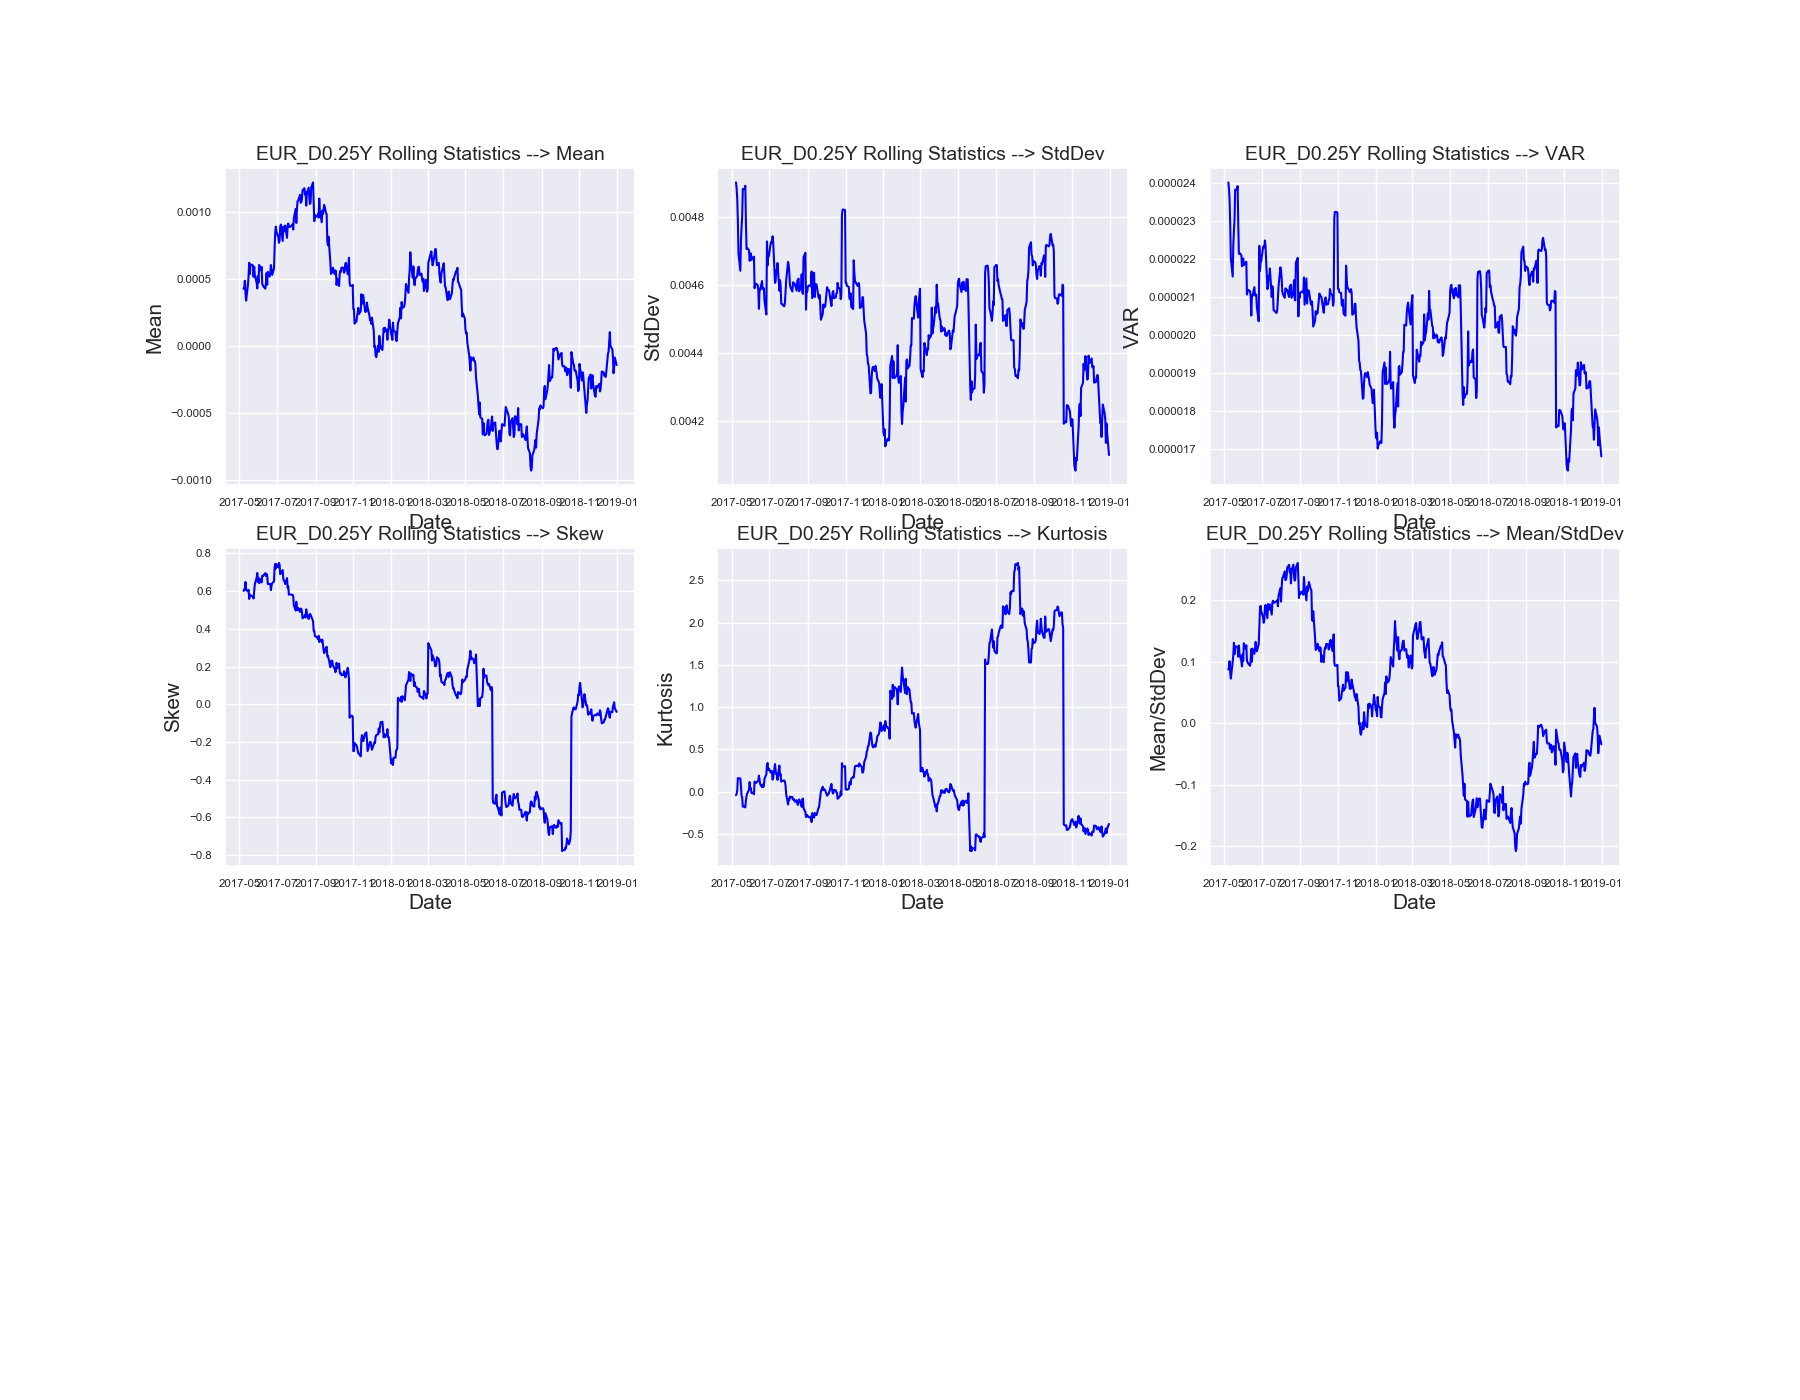 EUR_D0.25Y Rolling Statistics --> Mean
0.0010
0.0005
0.0000
−0.0005
−0.0010
Mean
2017-05 2017-07 2017-09 2017-11 2018-01 2018-03 2018-05 2018-07 2018-09 2018-11 2019-01
Date
EUR_D0.25Y Rolling Statistics --> StdDev
0.0048
0.0046
0.0044
0.0042
StdDev
2017-05 2017-07 2017-09 2017-11 2018-01 2018-03 2018-05 2018-07 2018-09 2018-11 2019-01
Date
EUR_D0.25Y Rolling Statistics --> VAR
0.000024
0.000023
0.000022
0.000021
0.000020
0.000019
0.000018
0.000017
VAR
2017-05 2017-07 2017-09 2017-11 2018-01 2018-03 2018-05 2018-07 2018-09 2018-11 2019-01
Date
EUR_D0.25Y Rolling Statistics --> Skew
0.8
0.6
0.4
0.2
0.0
−0.2
−0.4
−0.6
−0.8
Skew
2017-05 2017-07 2017-09 2017-11 2018-01 2018-03 2018-05 2018-07 2018-09 2018-11 2019-01
Date
EUR_D0.25Y Rolling Statistics --> Kurtosis
2.5
2.0
1.5
1.0
0.5
0.0
−0.5
Kurtosis
2017-05 2017-07 2017-09 2017-11 2018-01 2018-03 2018-05 2018-07 2018-09 2018-11 2019-01
Date
EUR_D0.25Y Rolling Statistics --> Mean/StdDev
0.2
0.1
0.0
−0.1
−0.2
Mean/StdDev
2017-05 2017-07 2017-09 2017-11 2018-01 2018-03 2018-05 2018-07 2018-09 2018-11 2019-01
Date